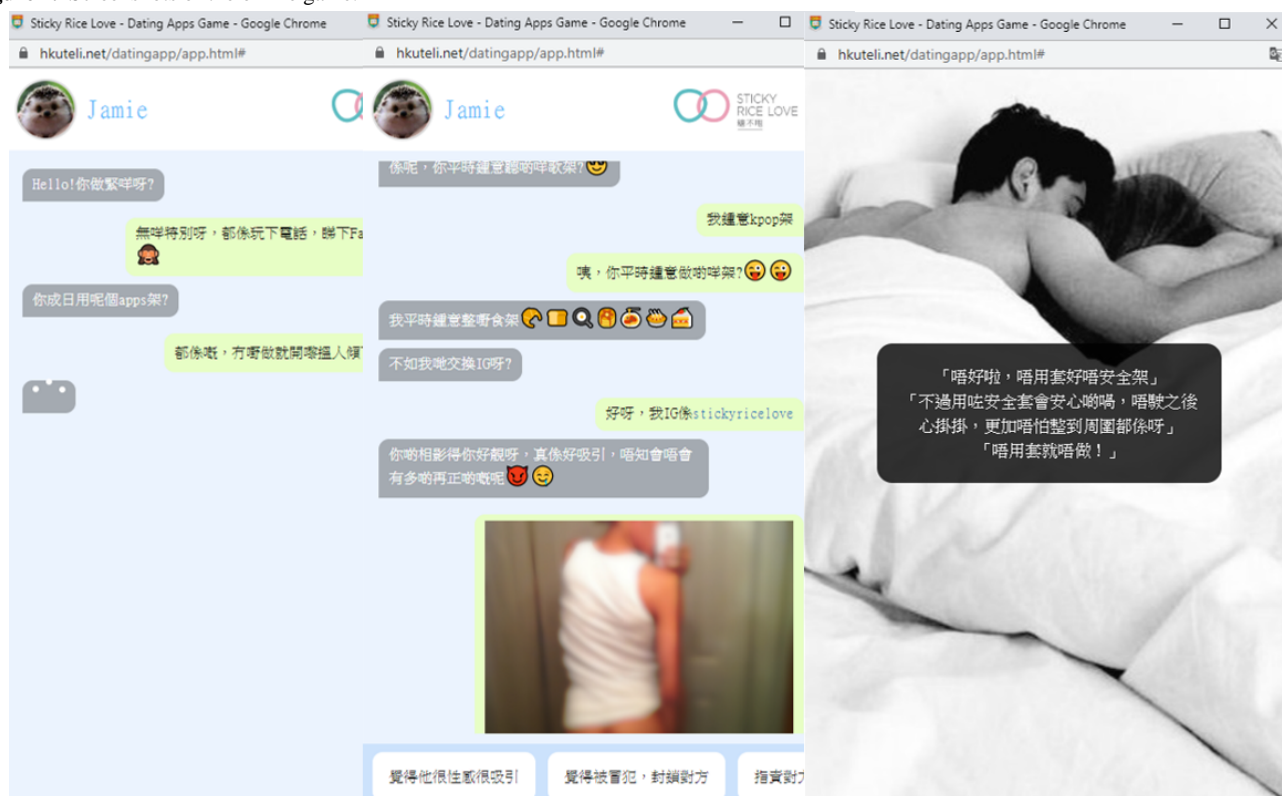 Sticky Rice Love - Dating Apps Game - Google Chrome
hkuteli.net/datingapp/app.html#
Jamie
Hello!你做緊咩呀?
無咩特別呀,都係玩下電話,睇下Fa
你成日用呢個apps架?
都係嘅,冇嘢做就開嚟搵人傾
Sticky Rice Love - Dating Apps Game - Google Chrome
hkuteli.net/datingapp/app.html#
Jamie
STICKY
RICE LOVE
糯不唯
係呢,你平時鍾意聽啲咩歌架?
我鍾意kpop架
咦,你平時鍾意做啲咩架?
我平時鍾意整嘢食架
不如我哋交換IG呀?
好呀,我IG係stickyricelove
你啲相影得你好靚呀,真係好吸引,唔知會唔會
有多啲再正啲嘅呢
覺得他很性感很吸引
覺得被冒犯,封鎖對方
指責對方
Sticky Rice Love - Dating Apps Game - Google Chrome
hkuteli.net/datingapp/app.html#
「唔好啦,唔用套好唔安全架」
「不過用咗安全套會安心啲喎,唔駛之後
心掛掛,更加唔怕整到周圍都係呀」
「唔用套就唔做!」